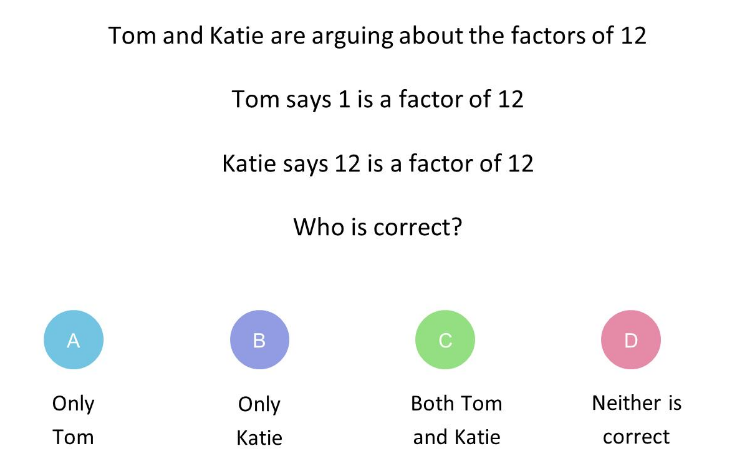 Tom and Katie are arguing about the factors of 12
Tom says 1 is a factor of 12
Katie says 12 is a factor of 12
Who is correct?
A
B
C
D
Only
Tom
Only
Katie
Both Tom
and Katie
Neither is
correct